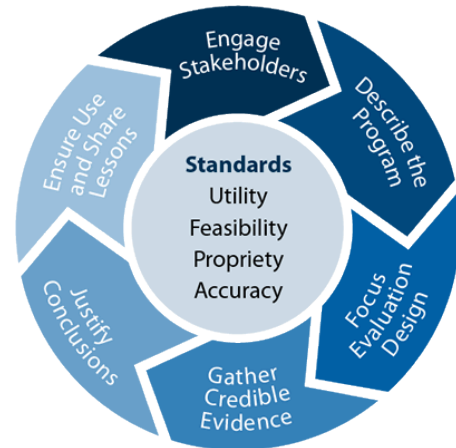 Engage
Stakeholders
Describe the
Program
Focus
Evaluation
Design
Gather
Credible
Evidence
Justify
Conclusions
Ensure Use
and Share
Lessons
Standards
Utility
Feasibility
Propriety
Accuracy